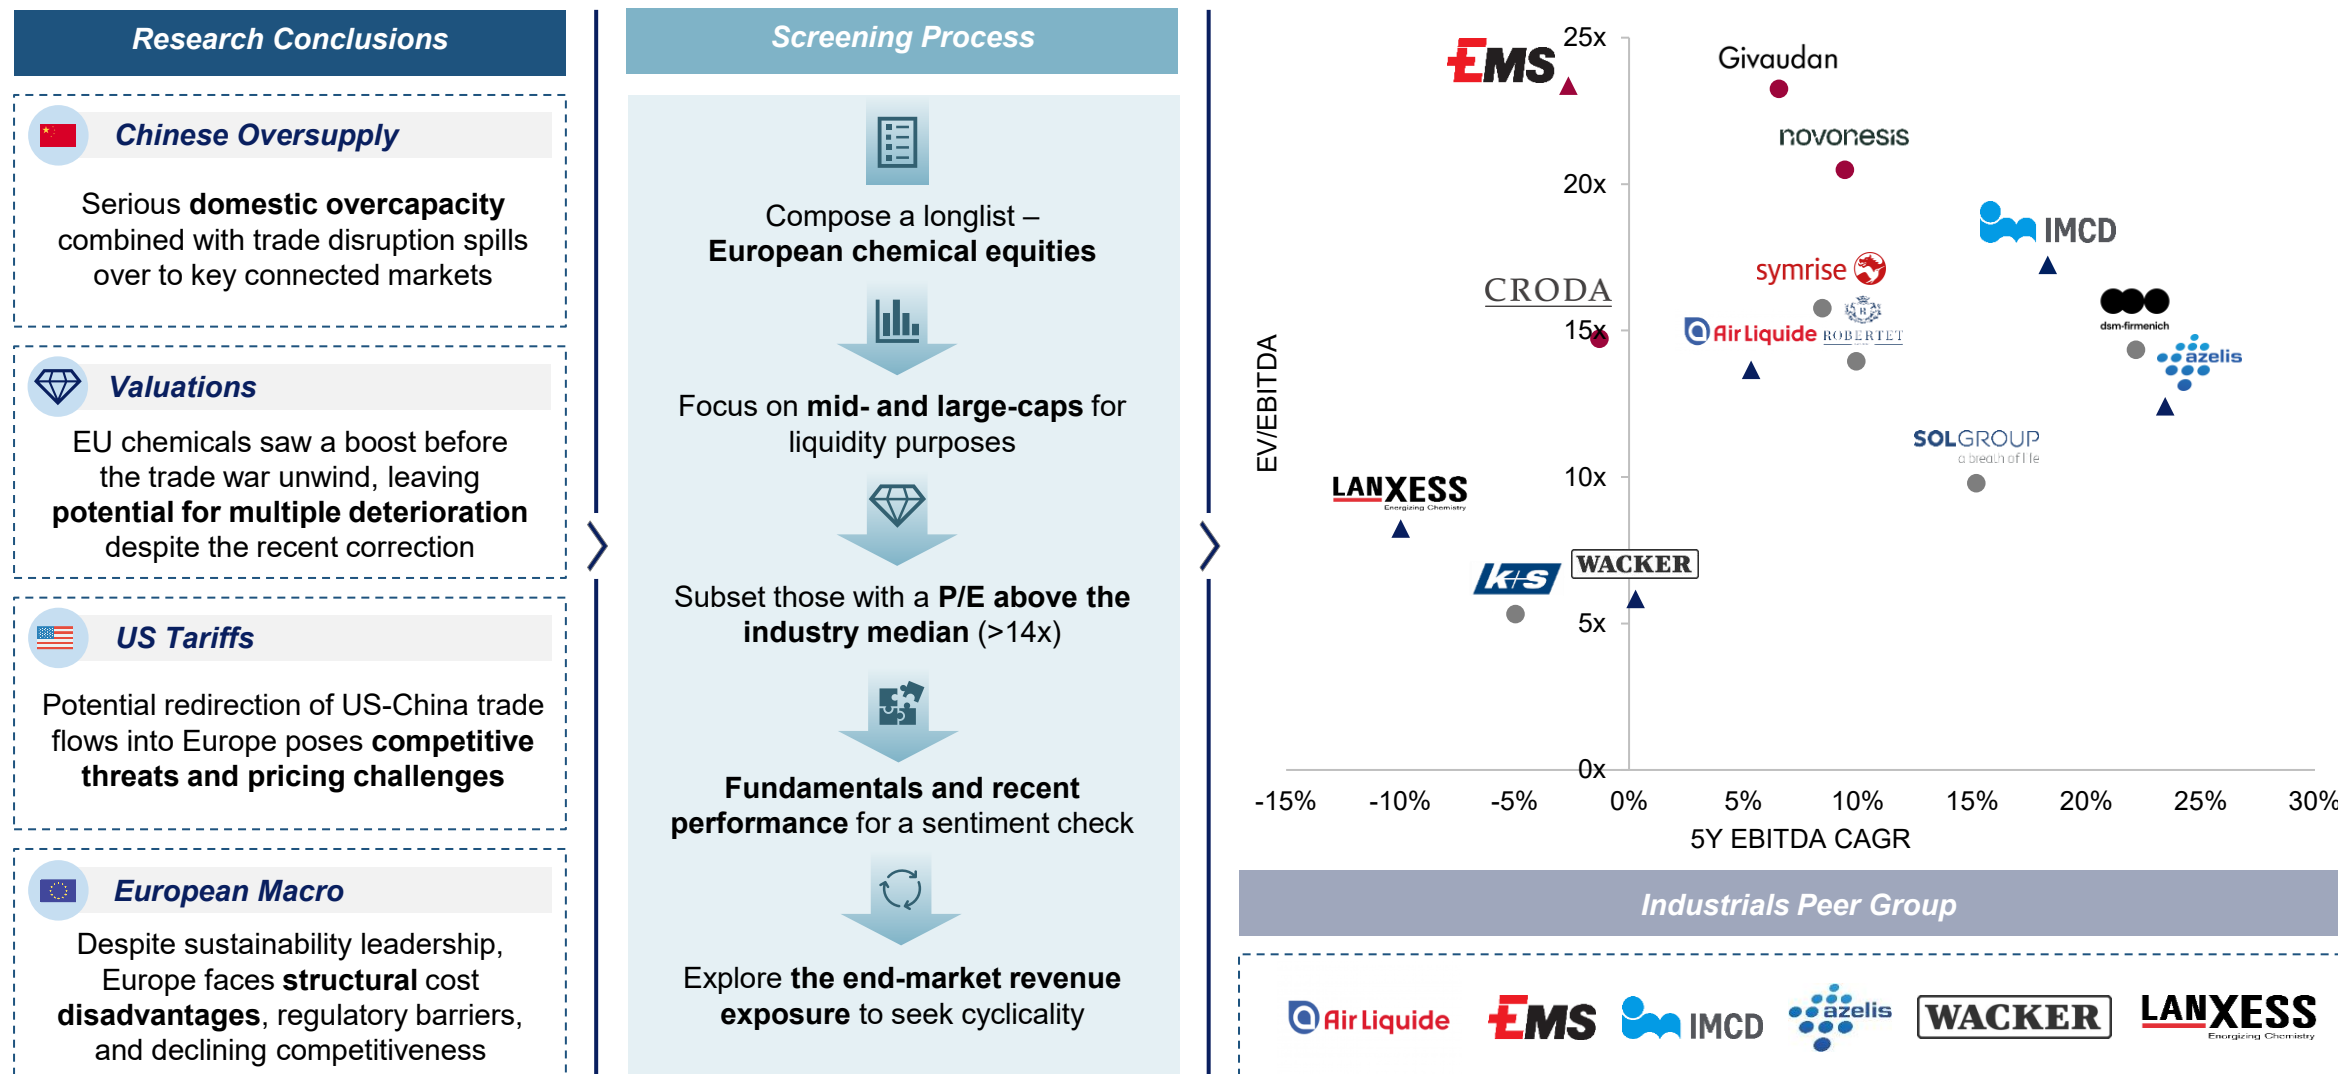 Research Conclusions
Chinese Oversupply
Serious domestic overcapacity
combined with trade disruption spills
over to key connected markets
Valuations
EU chemicals saw a boost before
the trade war unwind, leaving
potential for multiple deterioration
despite the recent correction
US Tariffs
Potential redirection of US-China trade
flows into Europe poses competitive
threats and pricing challenges
European Macro
Despite sustainability leadership,
Europe faces structural cost
disadvantages, regulatory barriers,
and declining competitiveness
Screening Process
Compose a longlist –
European chemical equities
Focus on mid- and large-caps for
liquidity purposes
Subset those with a P/E above the
industry median (>14x)
Fundamentals and recent
performance for a sentiment check
Explore the end-market revenue
exposure to seek cyclicality
EV/EBITDA
25x
20x
15x
10x
5x
0x
EMS
Givaudan
novonesis
IMCD
symrise
CRODA
Air Liquide
R
ROBERTET
dsm-firmenich
azelis
SOLGROUP
a breath of life
LANXESS
Energizing Chemistry
K+S
WACKER
-15% -10% -5% 0% 5% 10% 15% 20% 25% 30%
5Y EBITDA CAGR
Industrials Peer Group
Air Liquide EMS IMCD azelis WACKER LANXESS
Energizing Chemistry